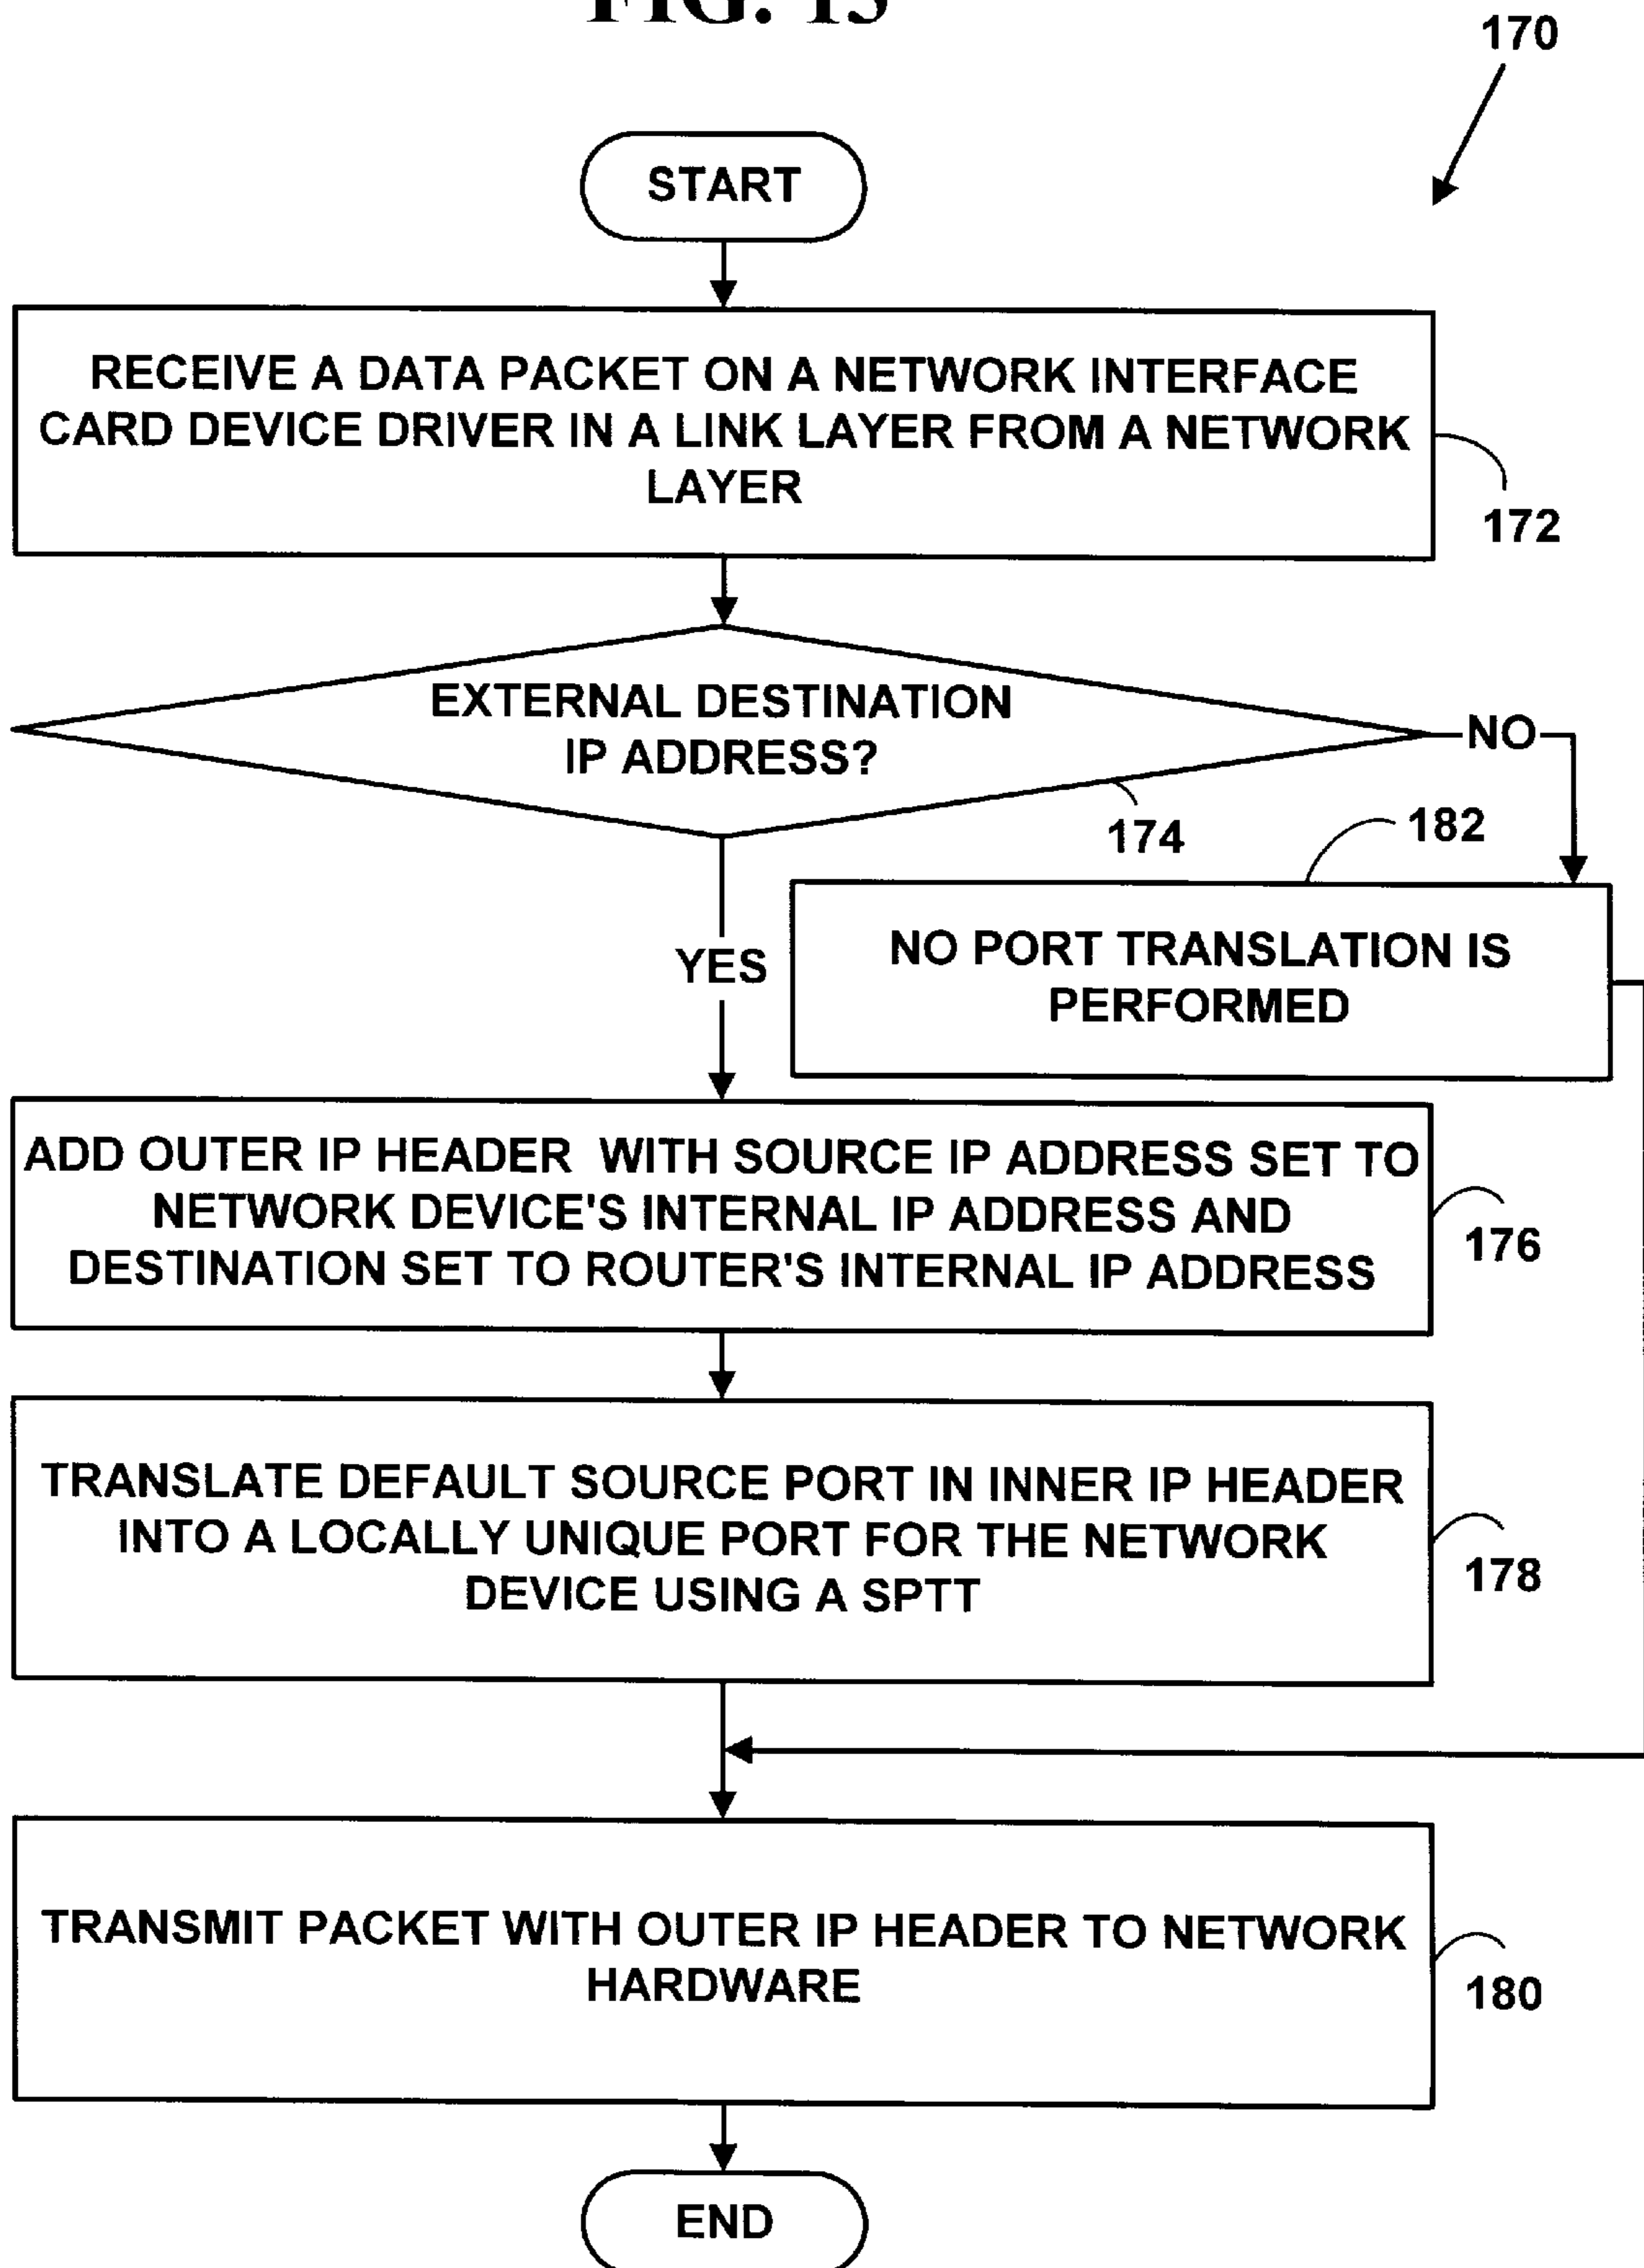 FIG. 15
170
START
RECEIVE A DATA PACKET ON A NETWORK INTERFACE
CARD DEVICE DRIVER IN A LINK LAYER FROM A NETWORK
LAYER
172
EXTERNAL DESTINATION
IP ADDRESS?
NO
174
182
YES
NO PORT TRANSLATION IS
PERFORMED
ADD OUTER IP HEADER WITH SOURCE IP ADDRESS SET TO
NETWORK DEVICE'S INTERNAL IP ADDRESS AND
DESTINATION SET TO ROUTER'S INTERNAL IP ADDRESS
176
TRANSLATE DEFAULT SOURCE PORT IN INNER IP HEADER
INTO A LOCALLY UNIQUE PORT FOR THE NETWORK
DEVICE USING A SPTT
178
TRANSMIT PACKET WITH OUTER IP HEADER TO NETWORK
HARDWARE
180
END